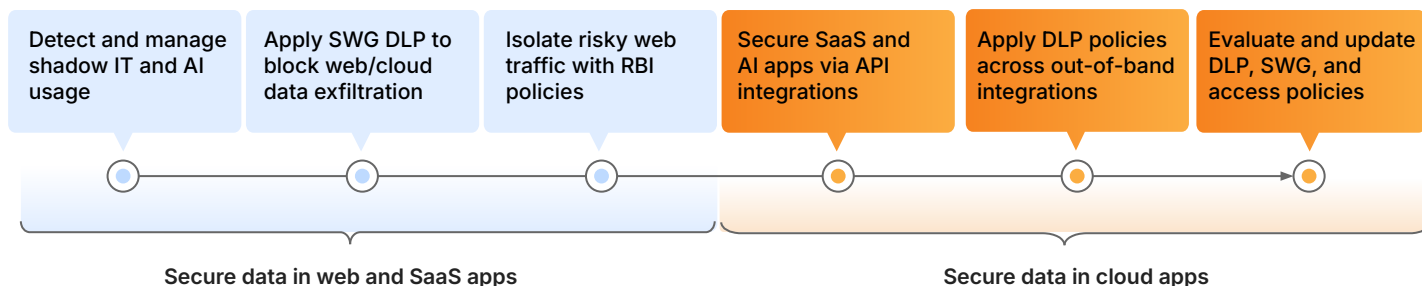 Detect and manage
shadow IT and AI
usage
Apply SWG DLP to
block web/cloud
data exfiltration
Isolate risky web
traffic with RBI
policies
Secure SaaS and
AI apps via API
integrations
Apply DLP policies
across out-of-band
integrations
Evaluate and update
DLP, SWG, and
access policies
Secure data in web and SaaS apps
Secure data in cloud apps